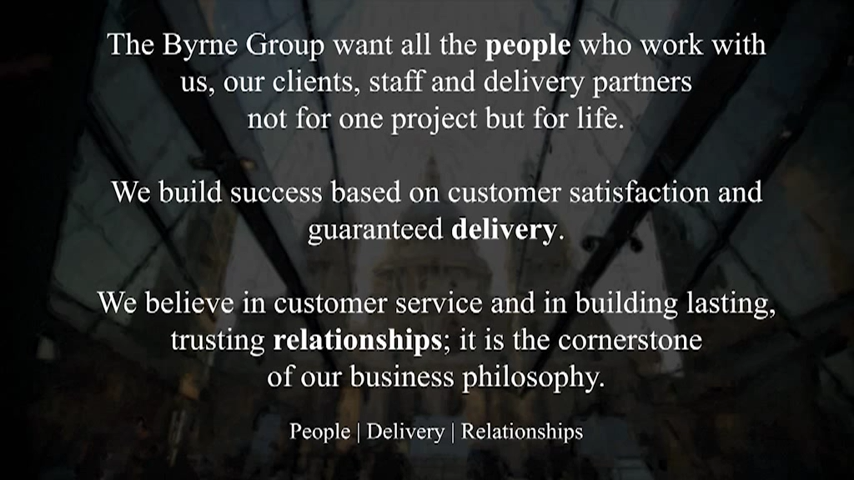 The Byrne Group want all the people who work with
us, our clients, staff and delivery partners
not for one project but for life.
We build success based on customer satisfaction and
guaranteed delivery.
We believe in customer service and in building lasting,
trusting relationships; it is the cornerstone
of our business philosophy.
People | Delivery | Relationships